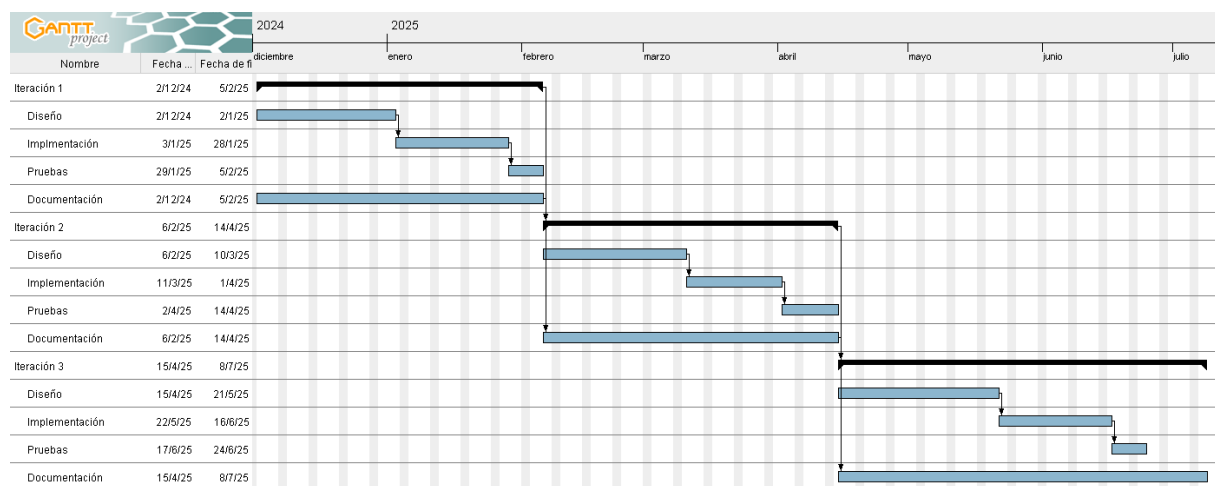 GANTT project
2024 2025
Nombre Fecha ... Fecha de fi diciembre enero febrero marzo abril mayo junio julio
Iteración 1 2/12/24 5/2/25
Diseño 2/12/24 2/1/25
Implmentación 3/1/25 28/1/25
Pruebas 29/1/25 5/2/25
Documentación 2/12/24 5/2/25
Iteración 2 6/2/25 14/4/25
Diseño 6/2/25 10/3/25
Implementación 11/3/25 1/4/25
Pruebas 2/4/25 14/4/25
Documentación 6/2/25 14/4/25
Iteración 3 15/4/25 8/7/25
Diseño 15/4/25 21/5/25
Implementación 22/5/25 16/6/25
Pruebas 17/6/25 24/6/25
Documentación 15/4/25 8/7/25